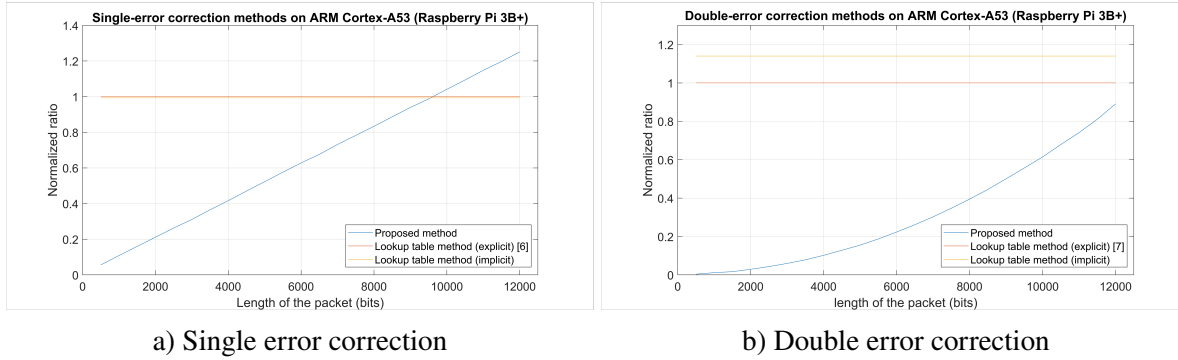 Single-error correction methods on ARM Cortex-A53 (Raspberry Pi 3B+)
1.4
1.2
1
0.8
0.6
0.4
0.2
0
Normalized ratio
Proposed method
Lookup table method (explicit) [6]
Lookup table method (implicit)
0 2000 4000 6000 8000 10000 12000
Length of the packet (bits)
a) Single error correction
Double-error correction methods on ARM Cortex-A53 (Raspberry Pi 3B+)
1.2
1
0.8
0.6
0.4
0.2
0
Normalized ratio
Proposed method
Lookup table method (explicit) [7]
Lookup table method (implicit)
0 2000 4000 6000 8000 10000 12000
length of the packet (bits)
b) Double error correction